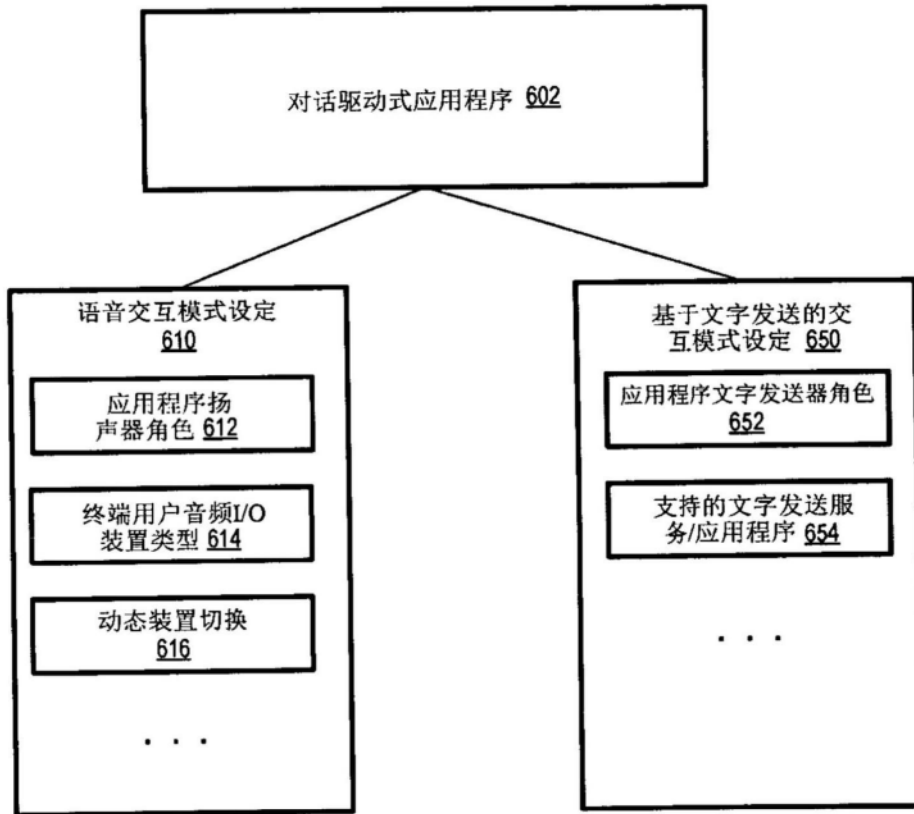 对话驱动式应用程序 602
语音交互模式设定
610
应用程序扬
声器角色 612
终端用户音频I/O
装置类型 614
动态装置切换
616
. . .
基于文字发送的交
互模式设定 650
应用程序文字发送器角色
652
支持的文字发送服
务/应用程序 654
. . .